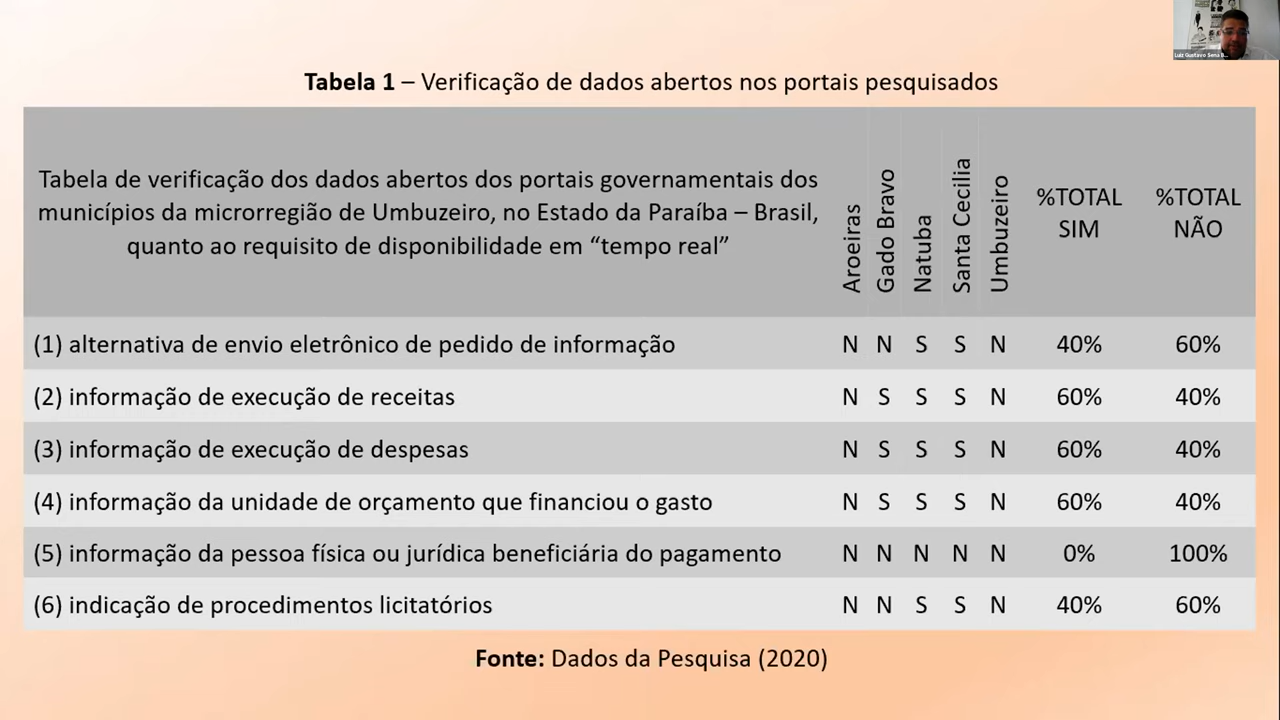 Luiz Gustavo Sena B...
Tabela 1 – Verificação de dados abertos nos portais pesquisados
Tabela de verificação dos dados abertos dos portais governamentais dos
municípios da microrregião de Umbuzeiro, no Estado da Paraíba – Brasil,
quanto ao requisito de disponibilidade em “tempo real”
Aroeiras
Gado Bravo
Natuba
Santa Cecilia
Umbuzeiro
%TOTAL
SIM
%TOTAL
NÃO
(1) alternativa de envio eletrônico de pedido de informação N N S S N 40% 60%
(2) informação de execução de receitas N S S S N 60% 40%
(3) informação de execução de despesas N S S S N 60% 40%
(4) informação da unidade de orçamento que financiou o gasto N S S S N 60% 40%
(5) informação da pessoa física ou jurídica beneficiária do pagamento N N N N N 0% 100%
(6) indicação de procedimentos licitatórios N N S S N 40% 60%
Fonte: Dados da Pesquisa (2020)